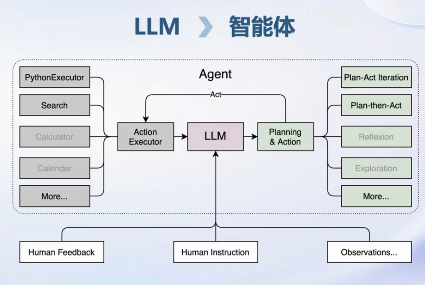 LLM 智能体
Agent
PythonExecutor
Search
Calculator
Calender
More...
Act
Action
Executor
LLM
Planning
& Action
Plan-Act Iteration
Plan-then-Act
Reflexion
Exploration
More...
Human Feedback
Human Instruction
Observations...